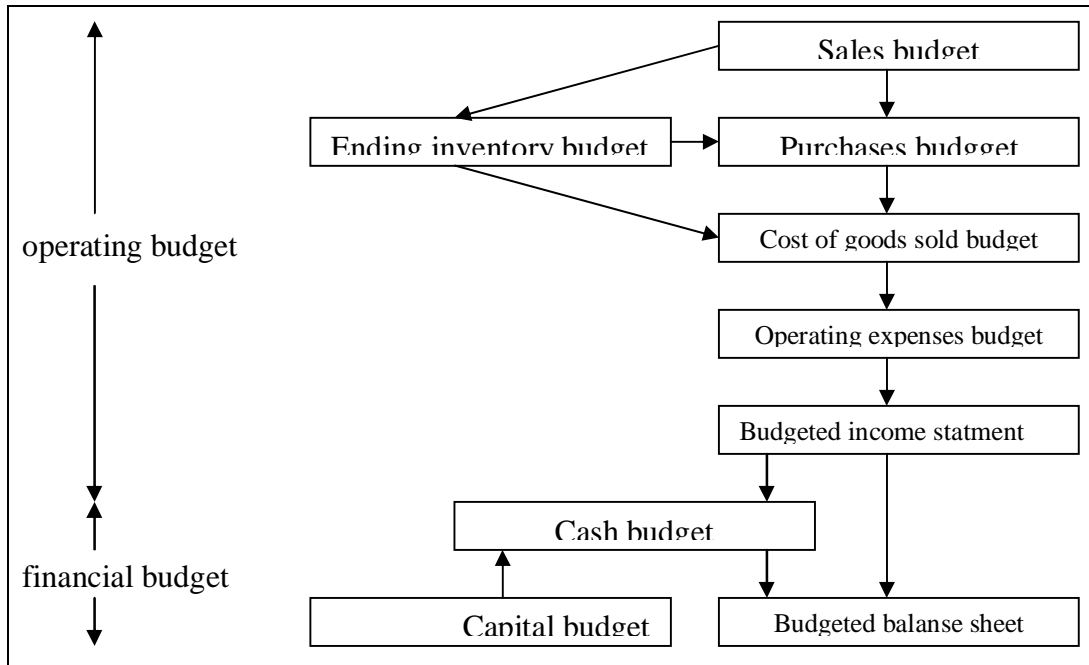 Sales budget
Ending inventory budget
Purchases budgget
operating budget
Cost of goods sold budget
Operating expenses budget
Budgeted income statment
Cash budget
financial budget
Capital budget
Budgeted balanse sheet